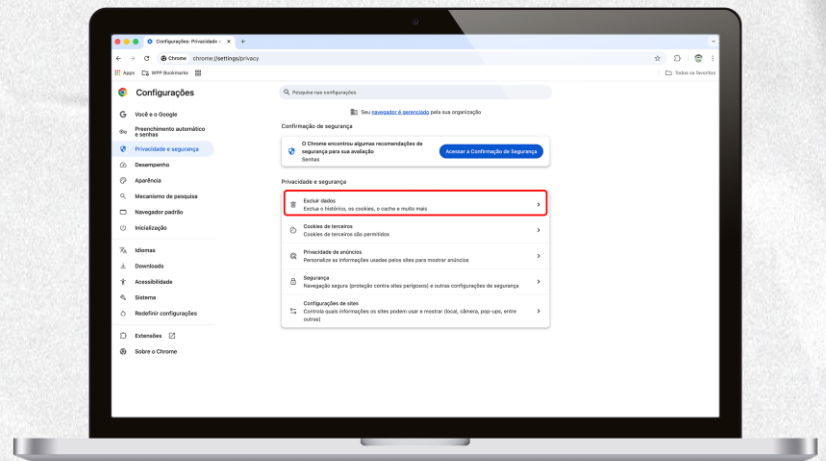 Configurações: Privacidade e
Chrome
chrome://settings/privacy
Apps
WPP Bookmarks
Todos os favoritos
Configurações
Pesquise nas configurações
Seu navegador é gerenciado pela sua organização
Você e o Google
Preenchimento automático
e senhas
Privacidade e segurança
Desempenho
Aparência
Mecanismo de pesquisa
Navegador padrão
Inicialização
Idiomas
Downloads
Acessibilidade
Sistema
Redefinir configurações
Extensões
Sobre o Chrome
Confirmação de segurança
O Chrome encontrou algumas recomendações de
segurança para sua avaliação
Senhas
Acessar a Confirmação de Segurança
Privacidade e segurança
Excluir dados
Exclua o histórico, os cookies, o cache e muito mais
Cookies de terceiros
Cookies de terceiros são permitidos
Privacidade de anúncios
Personalize as informações usadas pelos sites para mostrar anúncios
Segurança
Navegação segura (proteção contra sites perigosos) e outras configurações de segurança
Configurações de sites
Controla quais informações os sites podem usar e mostrar (local, câmera, pop-ups, entre
outras)